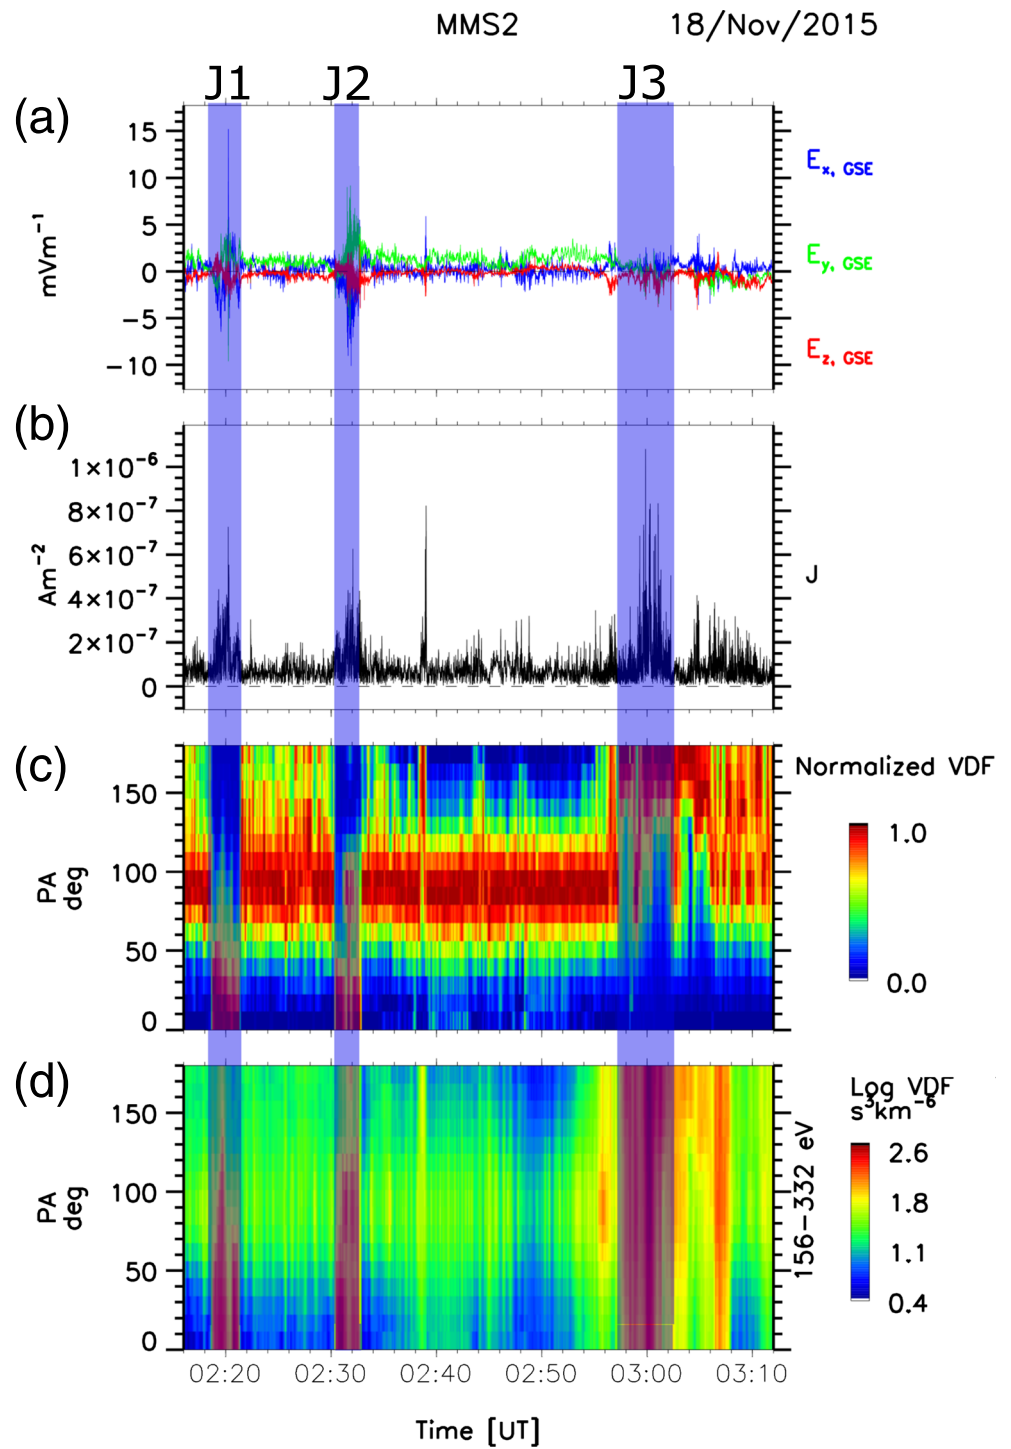 MMS2 18/Nov/2015
J1 J2 J3
(a)
15
10
5
0
−5
−10
mVm⁻¹
Eₓ, GSE
Eᵧ, GSE
E_z, GSE
(b)
1×10⁻⁶
8×10⁻⁷
6×10⁻⁷
4×10⁻⁷
2×10⁻⁷
0
Am⁻²
J
(c)
150
100
50
0
PA
deg
Normalized VDF
1.0
0.0
(d)
150
100
50
0
PA
deg
156−332 eV
Log VDF
s³km⁻⁶
2.6
1.8
1.1
0.4
02:20 02:30 02:40 02:50 03:00 03:10
Time [UT]